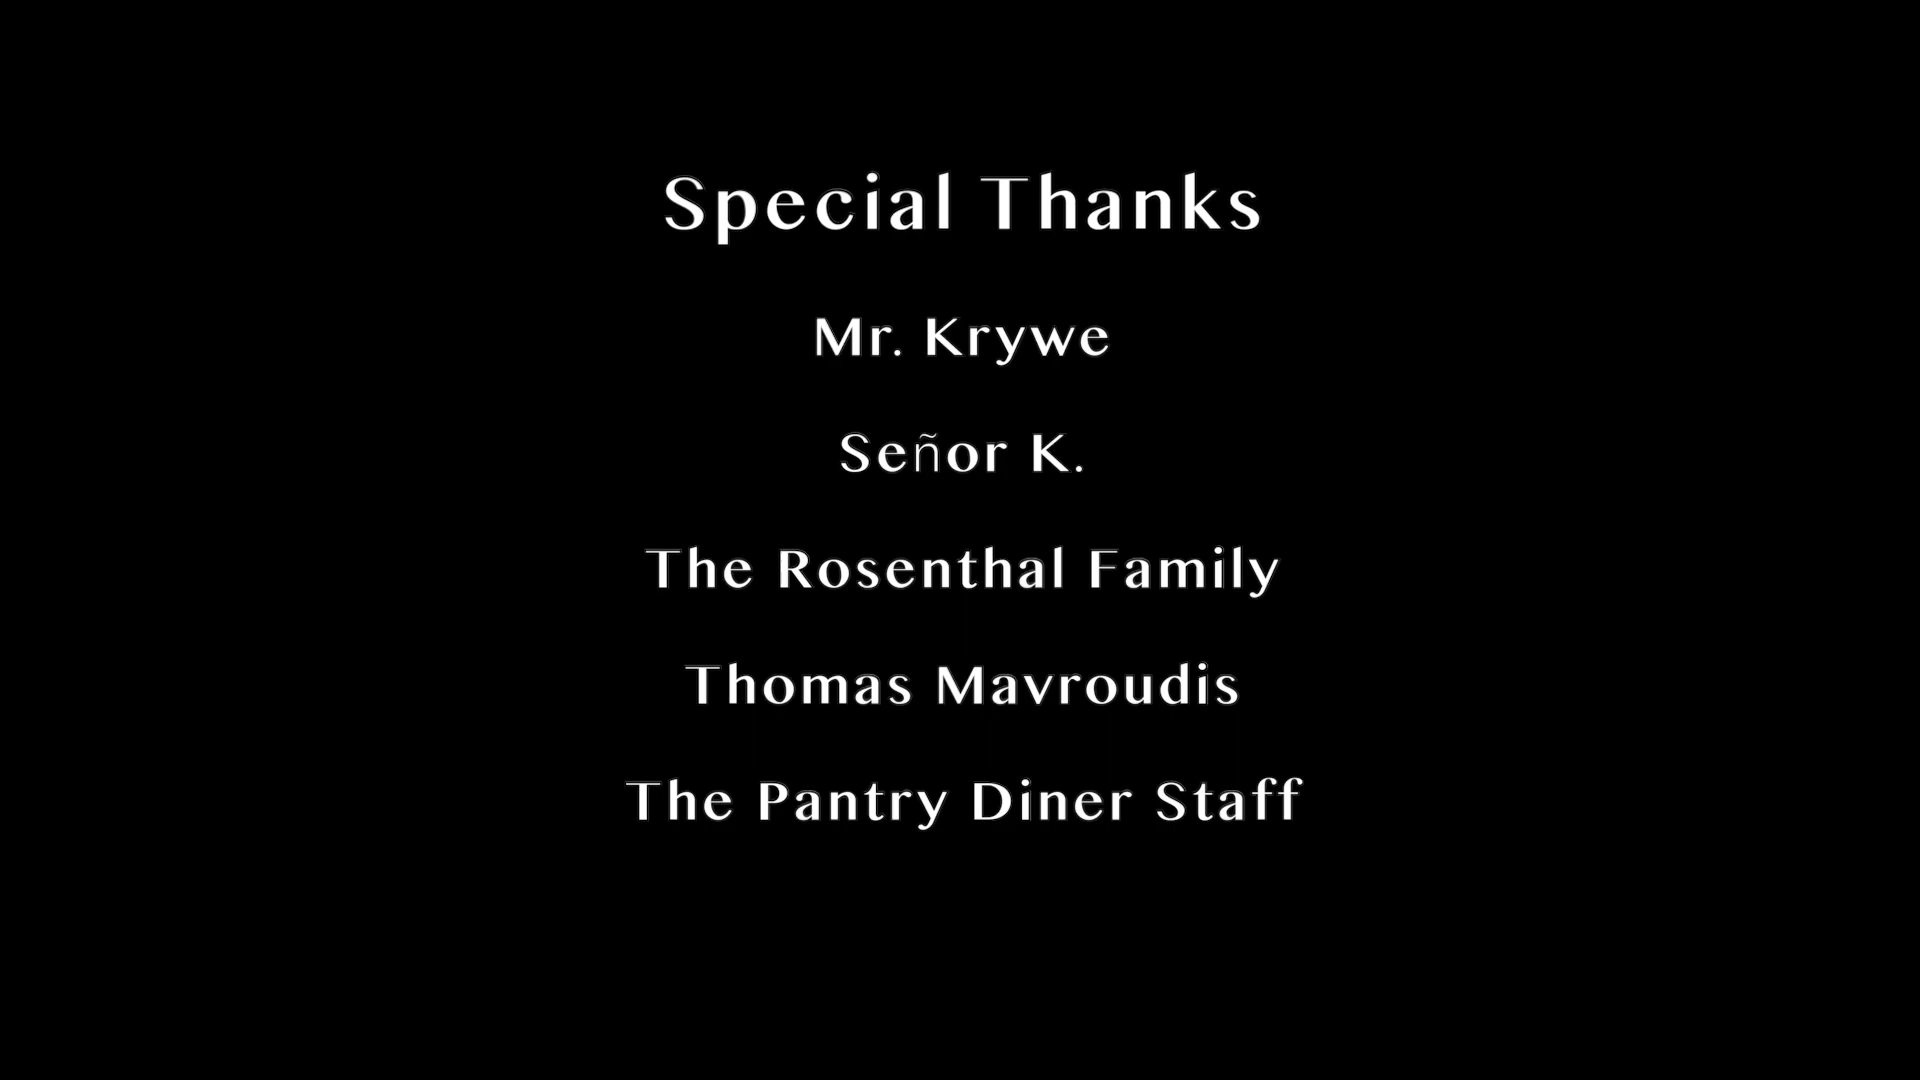 Special Thanks
Mr. Krywe
Señor K.
The Rosenthal Family
Thomas Mavroudis
The Pantry Diner Staff